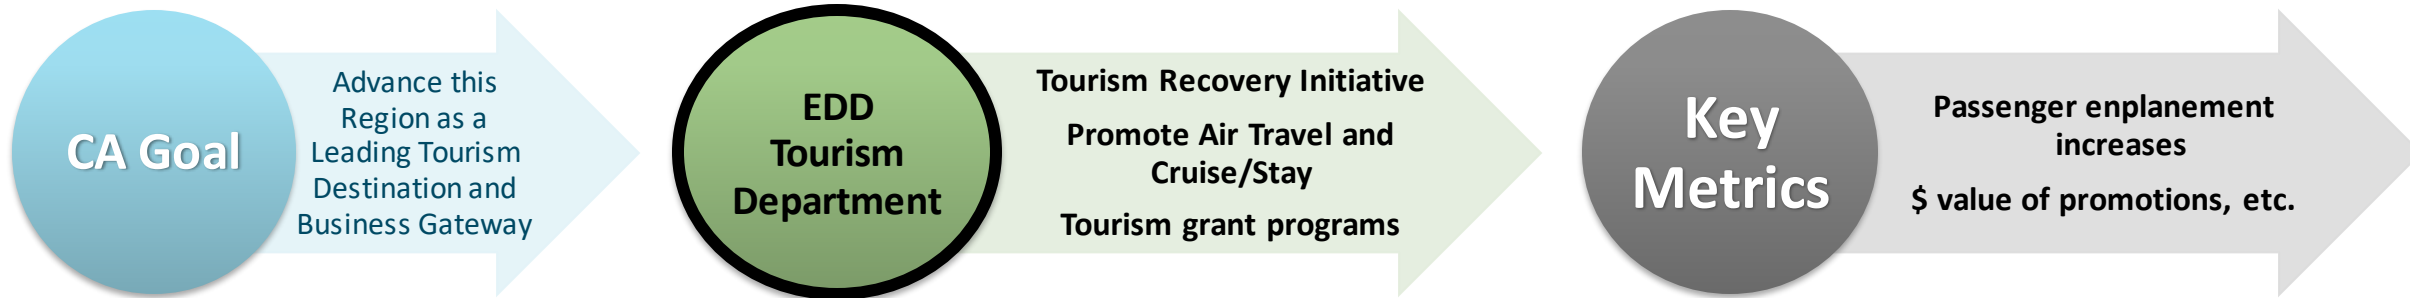 CA Goal
Advance this
Region as a
Leading Tourism
Destination and
Business Gateway
EDD
Tourism
Department
Tourism Recovery Initiative
Promote Air Travel and
Cruise/Stay
Tourism grant programs
Key
Metrics
Passenger enplanement
increases
$ value of promotions, etc.